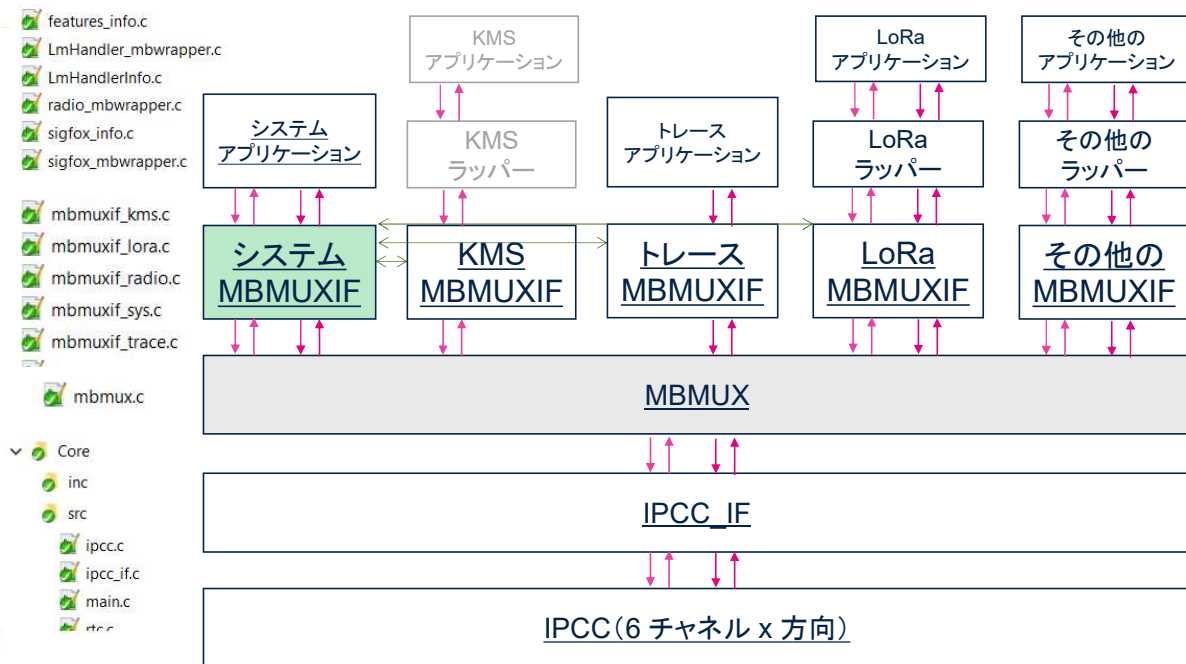 features_info.c
LmHandler_mbwrapper.c
LmHandlerInfo.c
radio_mbwrapper.c
sigfox_info.c
sigfox_mbwrapper.c
mbmuxif_kms.c
mbmuxif_lora.c
mbmuxif_radio.c
mbmuxif_sys.c
mbmuxif_trace.c
mbmux.c
Core
inc
src
ipcc.c
ipcc_if.c
main.c
rtc.c
KMS
アプリケーション
LoRa
アプリケーション
その他の
アプリケーション
システム
アプリケーション
KMS
ラッパー
トレース
アプリケーション
LoRa
ラッパー
その他の
ラッパー
システム
MBMUXIF
KMS
MBMUXIF
トレース
MBMUXIF
LoRa
MBMUXIF
その他の
MBMUXIF
MBMUX
IPCC_IF
IPCC(6 チャネル x 方向)